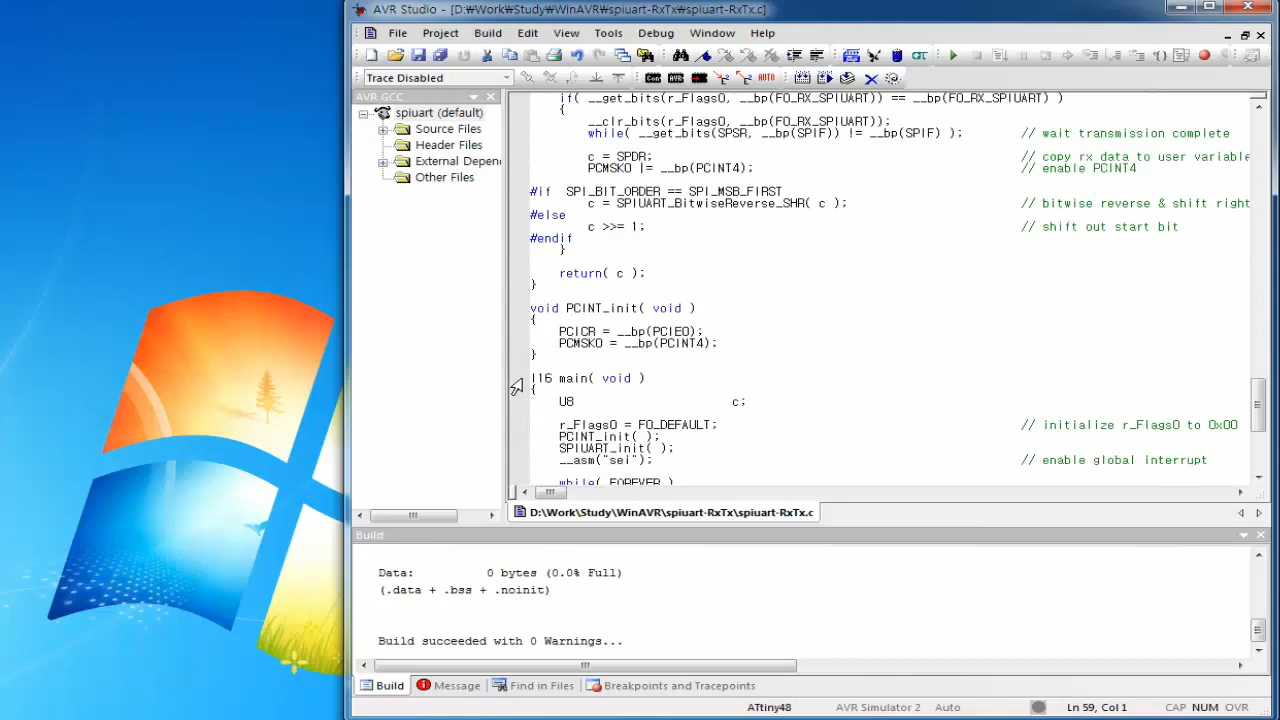 AVR Studio - [D:₩Work₩Study₩WinAVR₩spiuart-RxTx₩spiuart-RxTx.c]
File Project Build Edit View Tools Debug Window Help
Trace Disabled
AUTO
AVR GCC
spiuart (default)
Source Files
Header Files
External Depen
Other Files
if( __get_bits(r_Flags0, __bp(F0_RX_SPIUART)) == __bp(F0_RX_SPIUART) )
{
__clr_bits(r_Flags0, __bp(F0_RX_SPIUART));
while( __get_bits(SPSR, __bp(SPIF)) != __bp(SPIF) ); // wait transmission complete
c = SPDR; // copy rx data to user variable
PCMSK0 |= __bp(PCINT4); // enable PCINT4
#if SPI_BIT_ORDER == SPI_MSB_FIRST
c = SPIUART_BitwiseReverse_SHR( c ); // bitwise reverse & shift right
#else
c >>= 1; // shift out start bit
#endif
}
return( c );
}
void PCINT_init( void )
{
PCICR = __bp(PCIE0);
PCMSK0 = __bp(PCINT4);
}
I16 main( void )
{
U8 c;
r_Flags0 = F0_DEFAULT; // initialize r_Flags0 to 0x00
PCINT_init( );
SPIUART_init( );
__asm("sei"); // enable global interrupt
while( FOREVER )
D:\Work\Study\WinAVR\spiuart-RxTx\spiuart-RxTx.c
Build
Data: 0 bytes (0.0% Full)
(.data + .bss + .noinit)
Build succeeded with 0 Warnings...
Build Message Find in Files Breakpoints and Tracepoints
ATtiny48 AVR Simulator 2 Auto Ln 59, Col 1 CAP NUM OVR